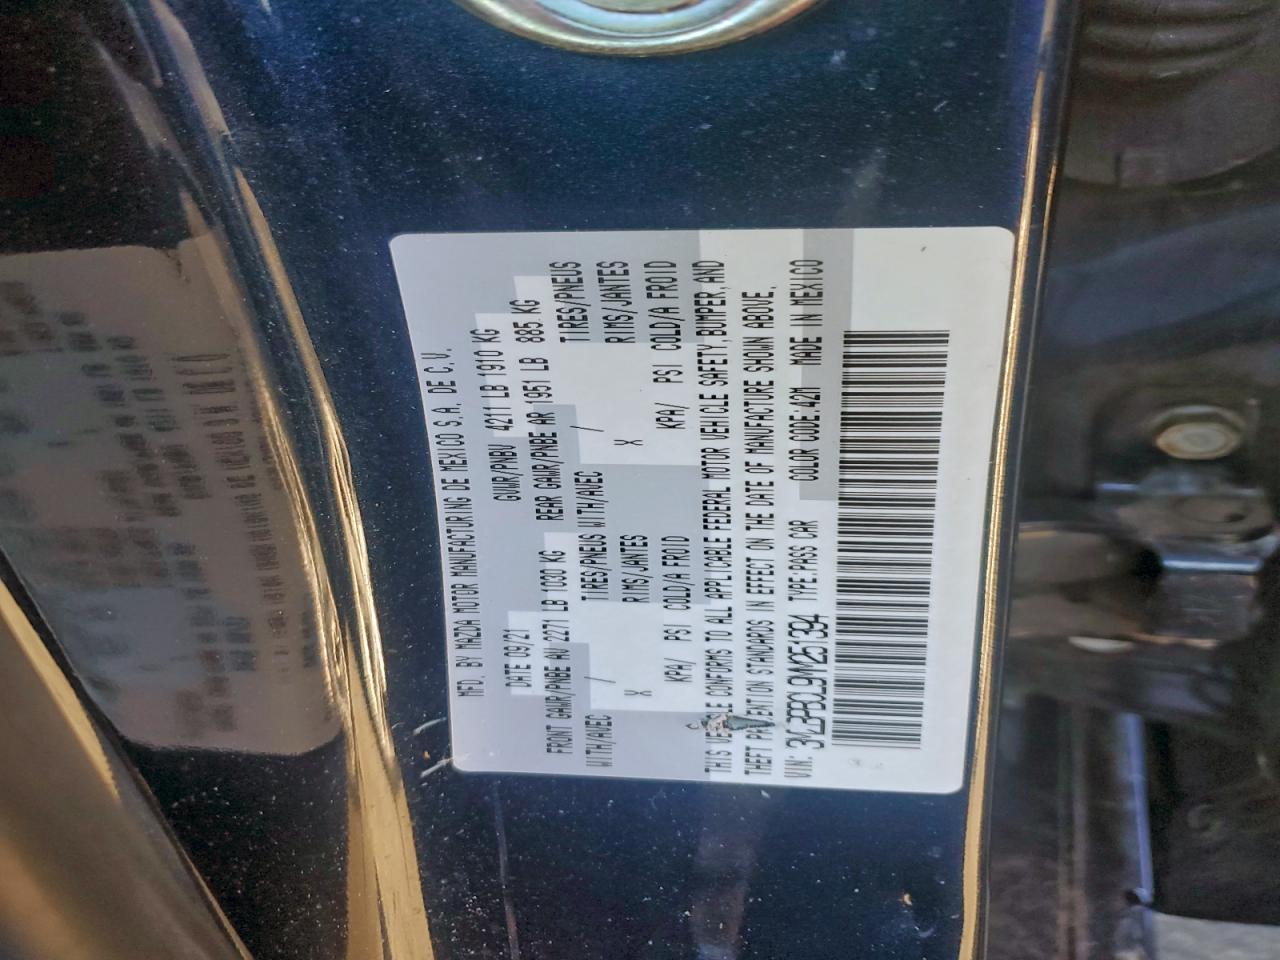 MFD. BY MAZDA MOTOR MANUFACTURING DE MEXICO S.A. DE C.V.
DATE 09/21 GVWR/PNBV 4211 LB 1910 KG
FRONT GAWR/PNBE AV 2271 LB 1030 KG REAR GAWR/PNBE AR 1951 LB 885 KG
WITH/AVEC / TIRES/PNEUS WITH/AVEC / TIRES/PNEUS
X RIMS/JANTES X RIMS/JANTES
KPA/ PSI COLD/A FROID KPA/ PSI COLD/A FROID
THIS LE CONFORMS TO ALL APPLICABLE FEDERAL MOTOR VEHICLE SAFETY, BUMPER, AND
THEFT PREVENTION STANDARDS IN EFFECT ON THE DATE OF MANUFACTURE SHOWN ABOVE.
VIN: 3MZBPBDL9NM251394 TYPE PASS CAR COLOR CODE:42M MADE IN MEXICO